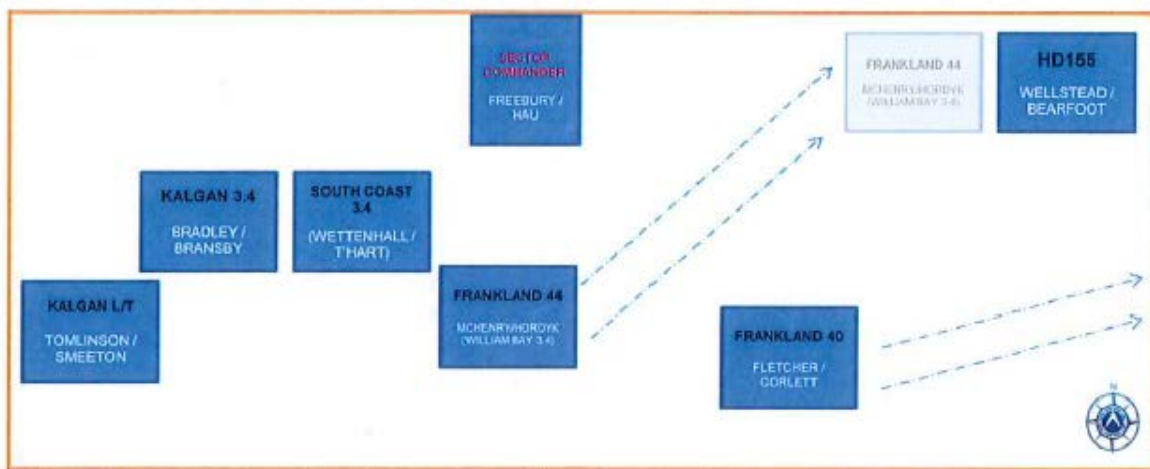 SECTOR
COMMANDER
FREEBURY /
HAU
FRANKLAND 44
MCHENRY/HORDYK
(WILLIAM BAY 3.4)
HD155
WELLSTEAD /
BEARFOOT
KALGAN 3.4
BRADLEY /
BRANSBY
SOUTH COAST
3.4
(WETTENHALL /
T'HART)
KALGAN L/T
TOMLINSON /
SMEETON
FRANKLAND 44
MCHENRY/HORDYK
(WILLIAM BAY 3.4)
FRANKLAND 40
FLETCHER /
CORLETT
N